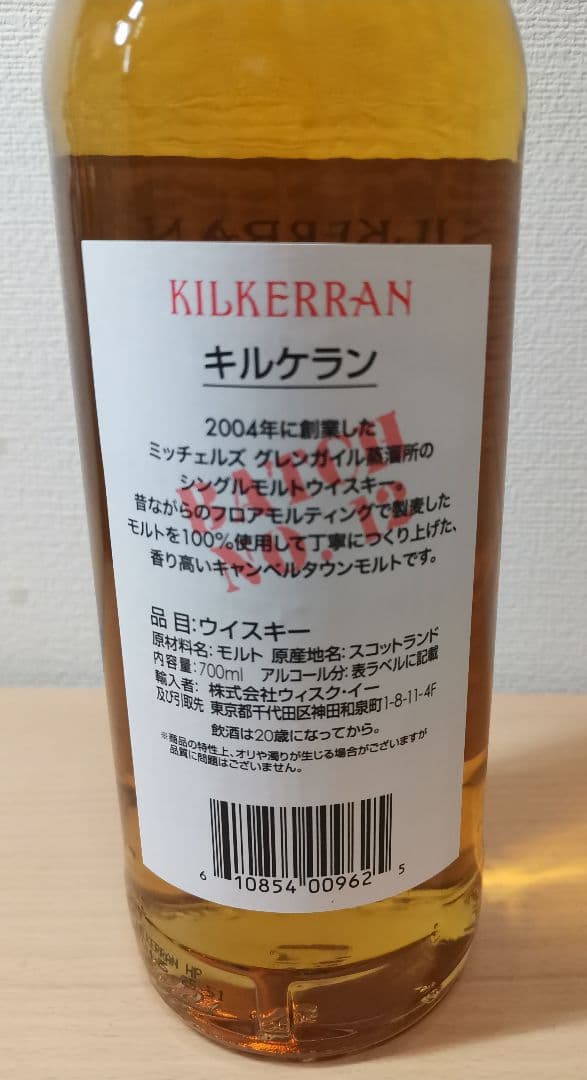 KILKERRAN
キルケラン
2004年に創業した
ミッチェルズ グレンガイル蒸溜所の
シングルモルトウイスキー。
昔ながらのフロアモルティングで製麦した
モルトを100%使用して丁寧につくり上げた、
香り高いキャンベルタウンモルトです。
BATCH
NO. 12
品 目:ウイスキー
原材料名: モルト 原産地名: スコットランド
内容量:700ml アルコール分: 表ラベルに記載
輸入者: 株式会社ウィスク・イー
及び引取先 東京都千代田区神田和泉町1-8-11-4F
飲酒は20歳になってから。
※商品の特性上、オリや濁りが生じる場合がございますが
品質に問題はございません。
6 10854 00962 5
KERRAN HP